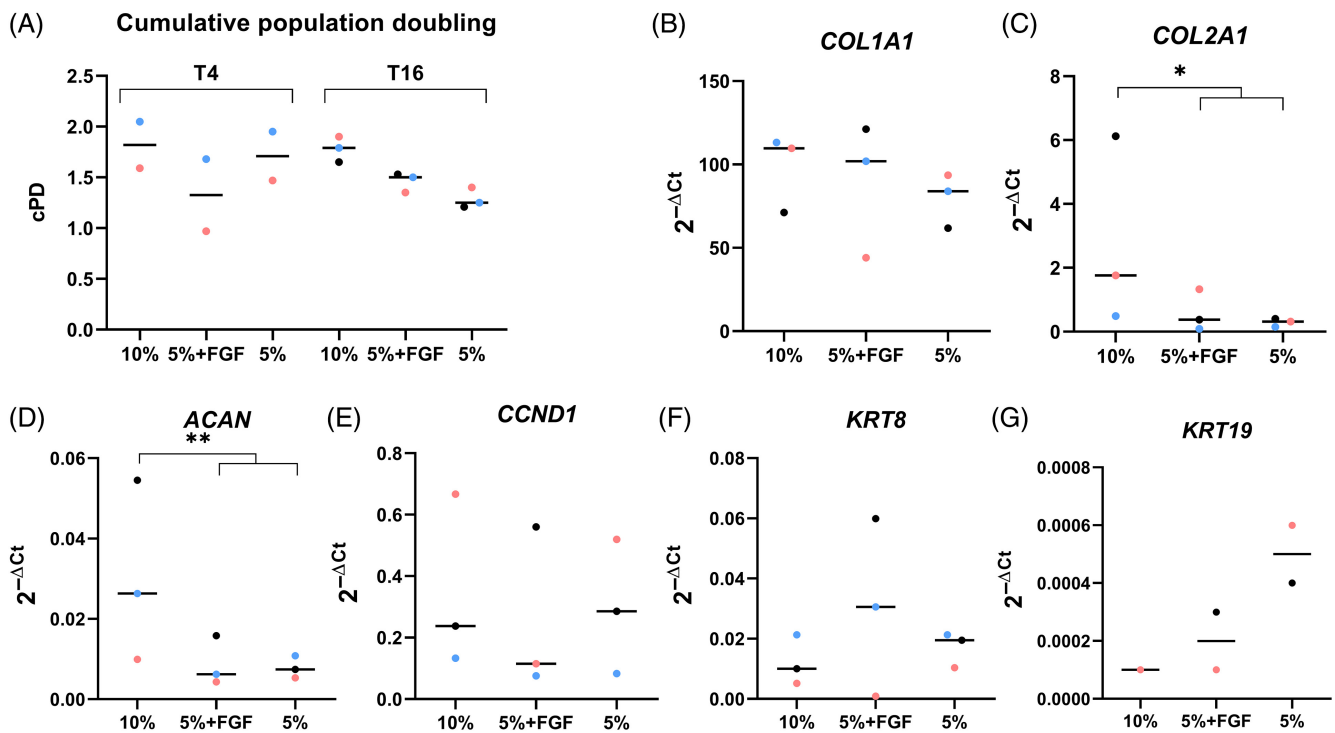 (A) Cumulative population doubling
T4 T16
cPD
2.5
2.0
1.5
1.0
0.5
0.0
10% 5%+FGF 5% 10% 5%+FGF 5%
(B) COL1A1
2−ΔCt
150
100
50
0
10% 5%+FGF 5%
(C) COL2A1
*
2−ΔCt
8
6
4
2
0
10% 5%+FGF 5%
(D) ACAN
**
2−ΔCt
0.06
0.04
0.02
0.00
10% 5%+FGF 5%
(E) CCND1
2−ΔCt
0.8
0.6
0.4
0.2
0.0
10% 5%+FGF 5%
(F) KRT8
2−ΔCt
0.08
0.06
0.04
0.02
0.00
10% 5%+FGF 5%
(G) KRT19
2−ΔCt
0.0008
0.0006
0.0004
0.0002
0.0000
10% 5%+FGF 5%